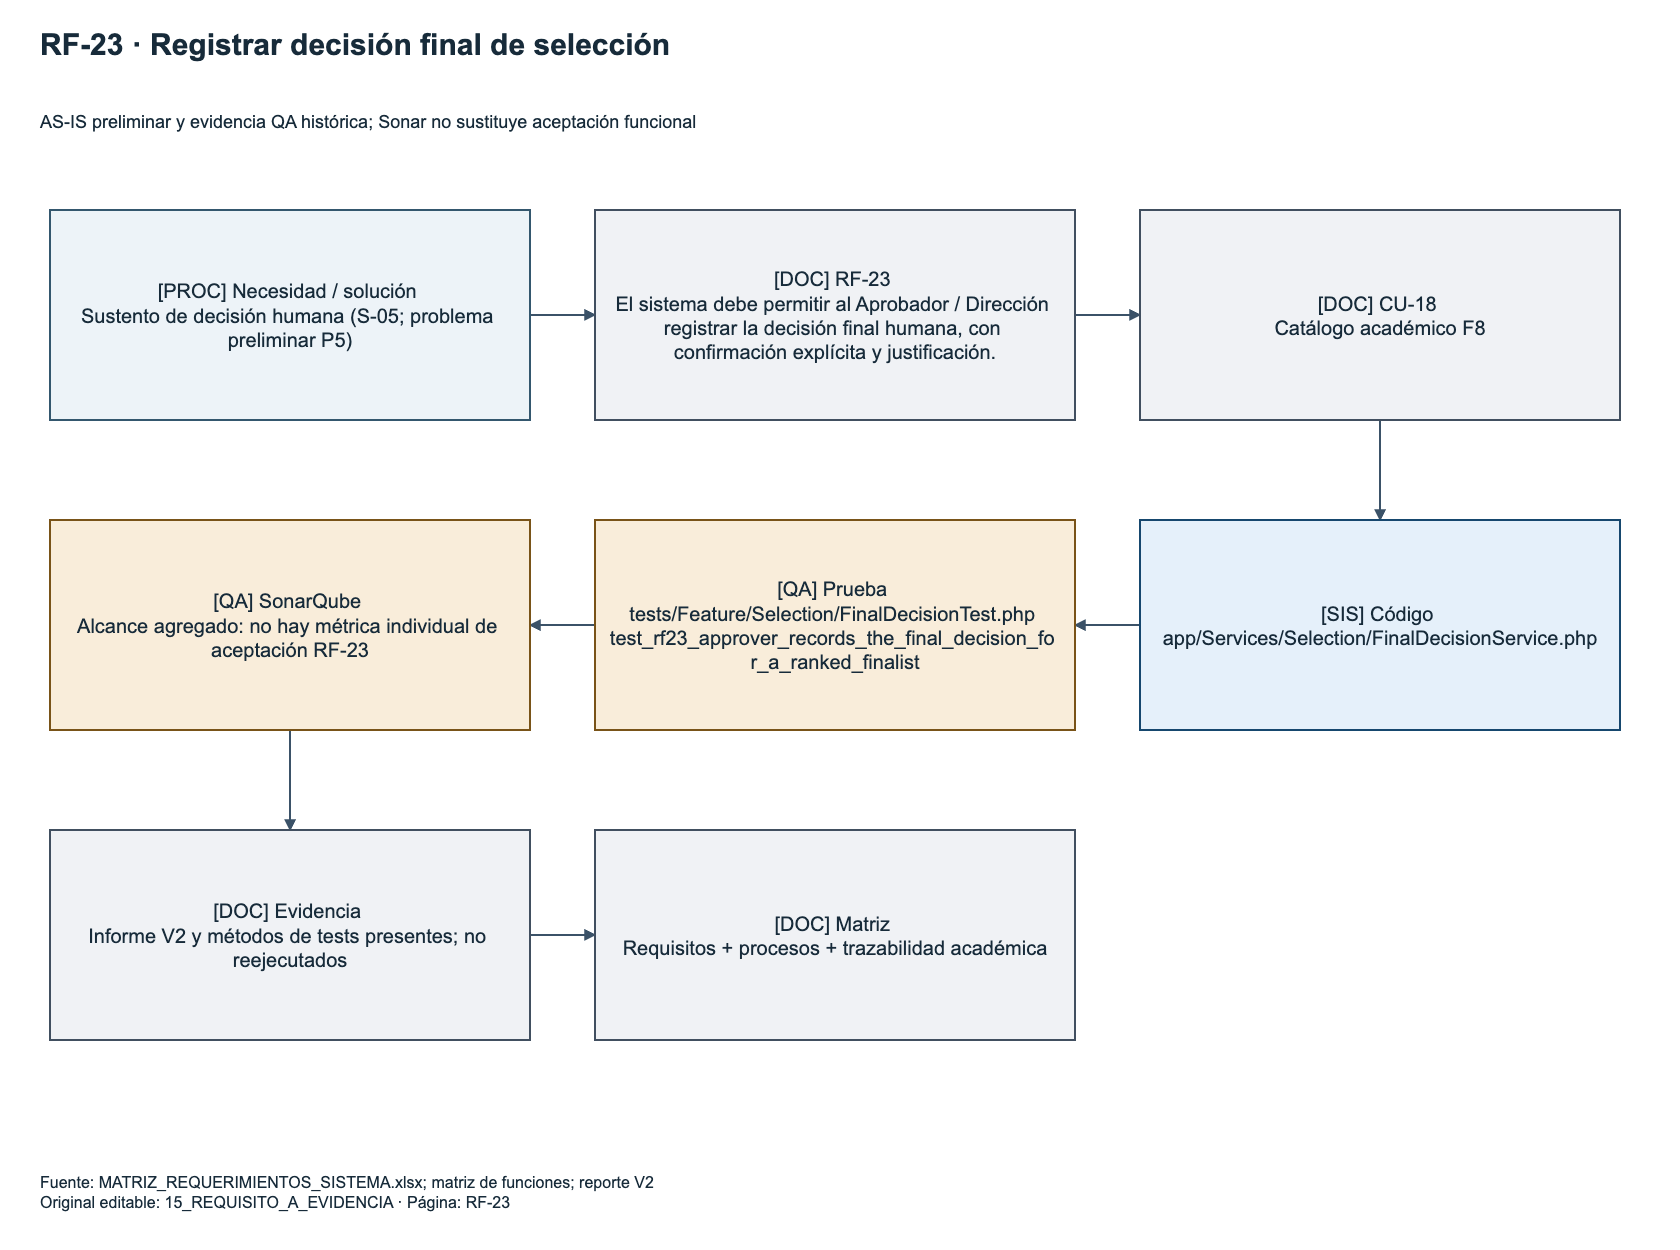 RF-23 · Registrar decisión final de selección
AS-IS preliminar y evidencia QA histórica; Sonar no sustituye aceptación funcional
[PROC] Necesidad / solución
Sustento de decisión humana (S-05; problema
preliminar P5)
[DOC] RF-23
El sistema debe permitir al Aprobador / Dirección
registrar la decisión final humana, con
confirmación explícita y justificación.
[DOC] CU-18
Catálogo académico F8
[QA] SonarQube
Alcance agregado: no hay métrica individual de
aceptación RF-23
[QA] Prueba
tests/Feature/Selection/FinalDecisionTest.php
test_rf23_approver_records_the_final_decision_fo
r_a_ranked_finalist
[SIS] Código
app/Services/Selection/FinalDecisionService.php
[DOC] Evidencia
Informe V2 y métodos de tests presentes; no
reejecutados
[DOC] Matriz
Requisitos + procesos + trazabilidad académica
Fuente: MATRIZ_REQUERIMIENTOS_SISTEMA.xlsx; matriz de funciones; reporte V2
Original editable: 15_REQUISITO_A_EVIDENCIA · Página: RF-23